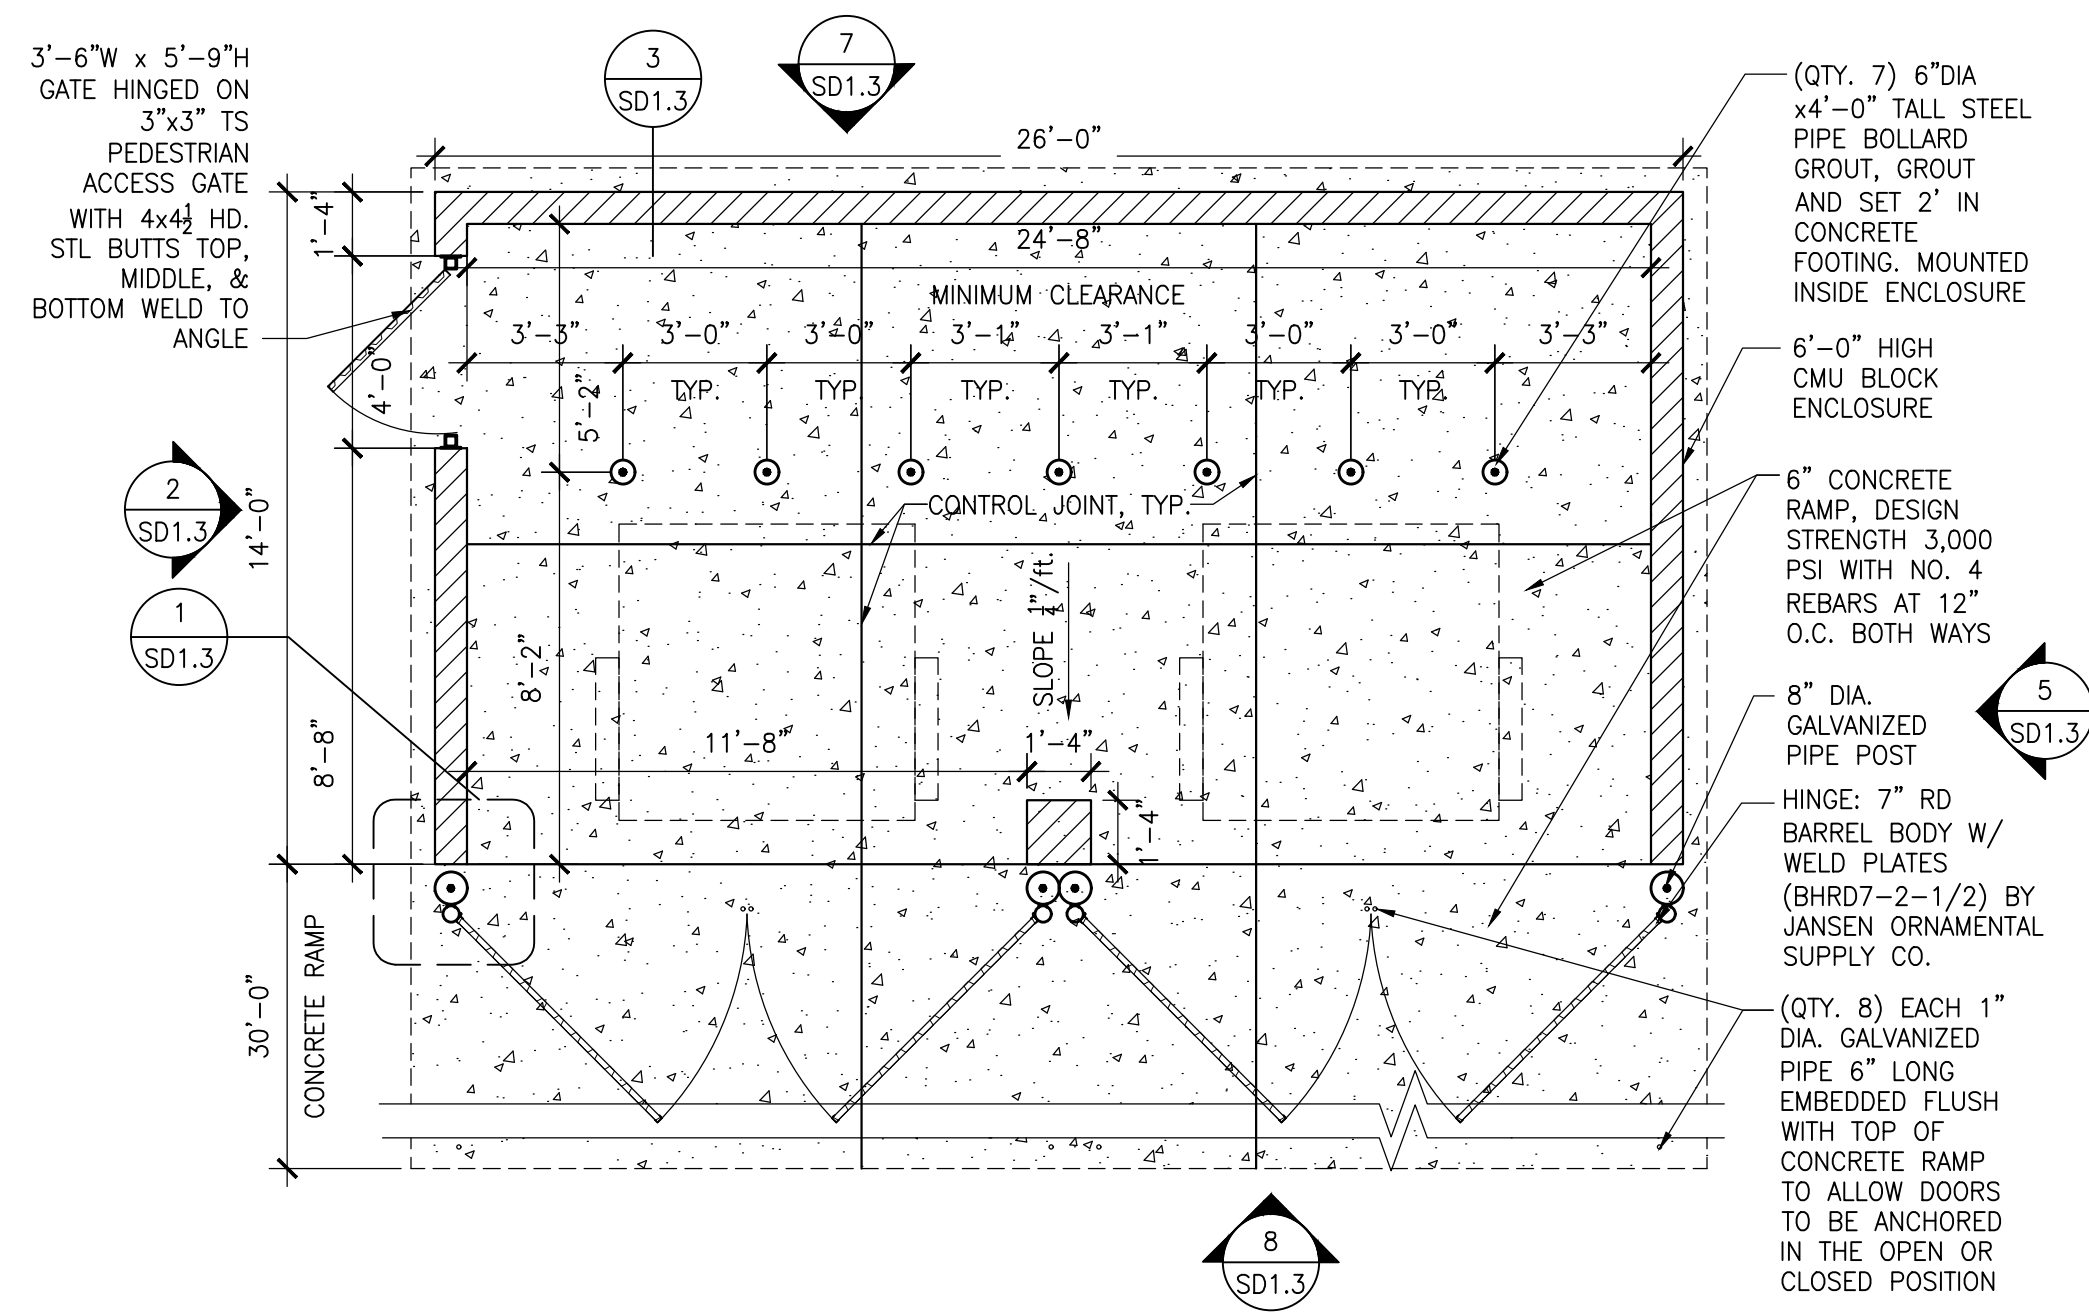 3'-6"W x 5'-9"H
GATE HINGED ON
3"x3" TS
PEDESTRIAN
ACCESS GATE
WITH 4x4½ HD.
STL BUTTS TOP,
MIDDLE, &
BOTTOM WELD TO
ANGLE
3
SD1.3
7
SD1.3
26'-0"
1'-4"
24'-8"
MINIMUM CLEARANCE
3'-3"
3'-0"
3'-0"
3'-1"
3'-1"
3'-0"
3'-0"
3'-3"
TYP.
TYP.
TYP.
TYP.
TYP.
TYP.
4'-0"
5'-2"
2
SD1.3
14'-0"
CONTROL JOINT, TYP.
1
SD1.3
8'-2"
SLOPE ¼"/ft.
8'-8"
11'-8"
1'-4"
1'-4"
30'-0"
CONCRETE RAMP
8
SD1.3
(QTY. 7) 6"DIA
x4'-0" TALL STEEL
PIPE BOLLARD
GROUT, GROUT
AND SET 2' IN
CONCRETE
FOOTING. MOUNTED
INSIDE ENCLOSURE
6'-0" HIGH
CMU BLOCK
ENCLOSURE
6" CONCRETE
RAMP, DESIGN
STRENGTH 3,000
PSI WITH NO. 4
REBARS AT 12"
O.C. BOTH WAYS
5
SD1.3
8" DIA.
GALVANIZED
PIPE POST
HINGE: 7" RD
BARREL BODY W/
WELD PLATES
(BHRD7-2-1/2) BY
JANSEN ORNAMENTAL
SUPPLY CO.
(QTY. 8) EACH 1"
DIA. GALVANIZED
PIPE 6" LONG
EMBEDDED FLUSH
WITH TOP OF
CONCRETE RAMP
TO ALLOW DOORS
TO BE ANCHORED
IN THE OPEN OR
CLOSED POSITION